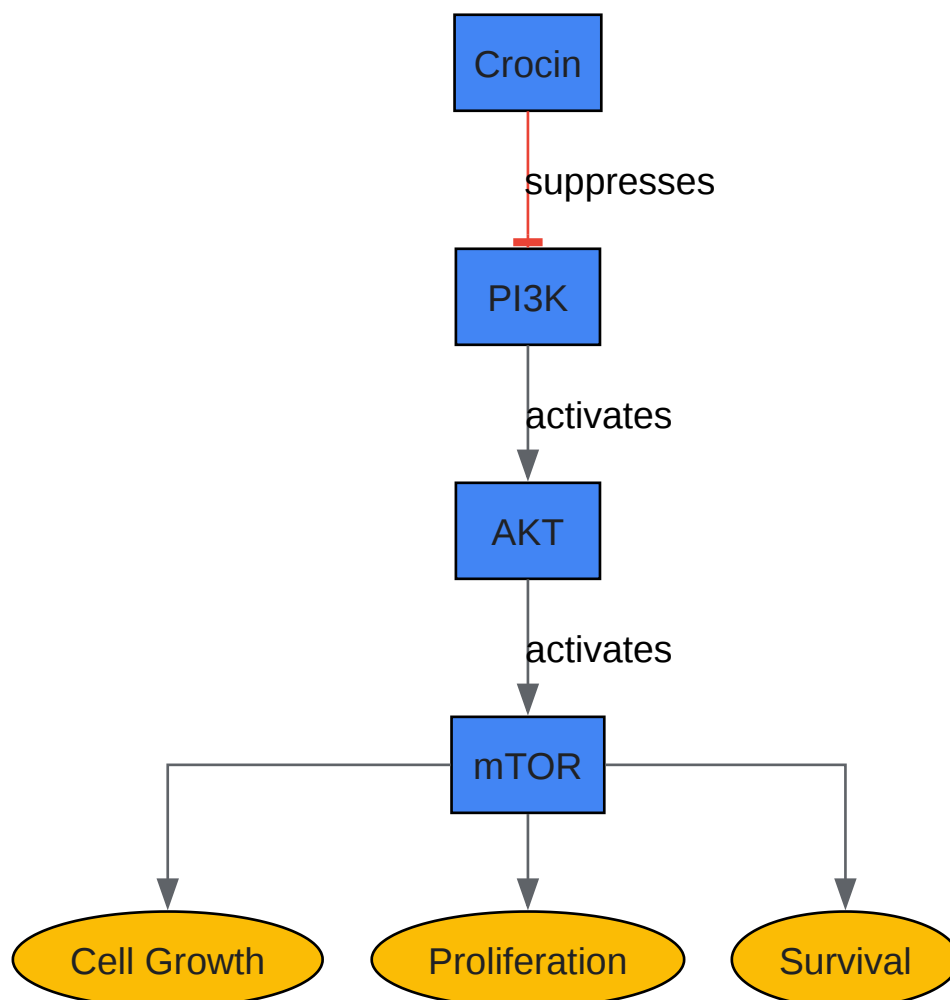 Crocin
suppresses
PI3K
activates
AKT
activates
mTOR
Cell Growth
Proliferation
Survival